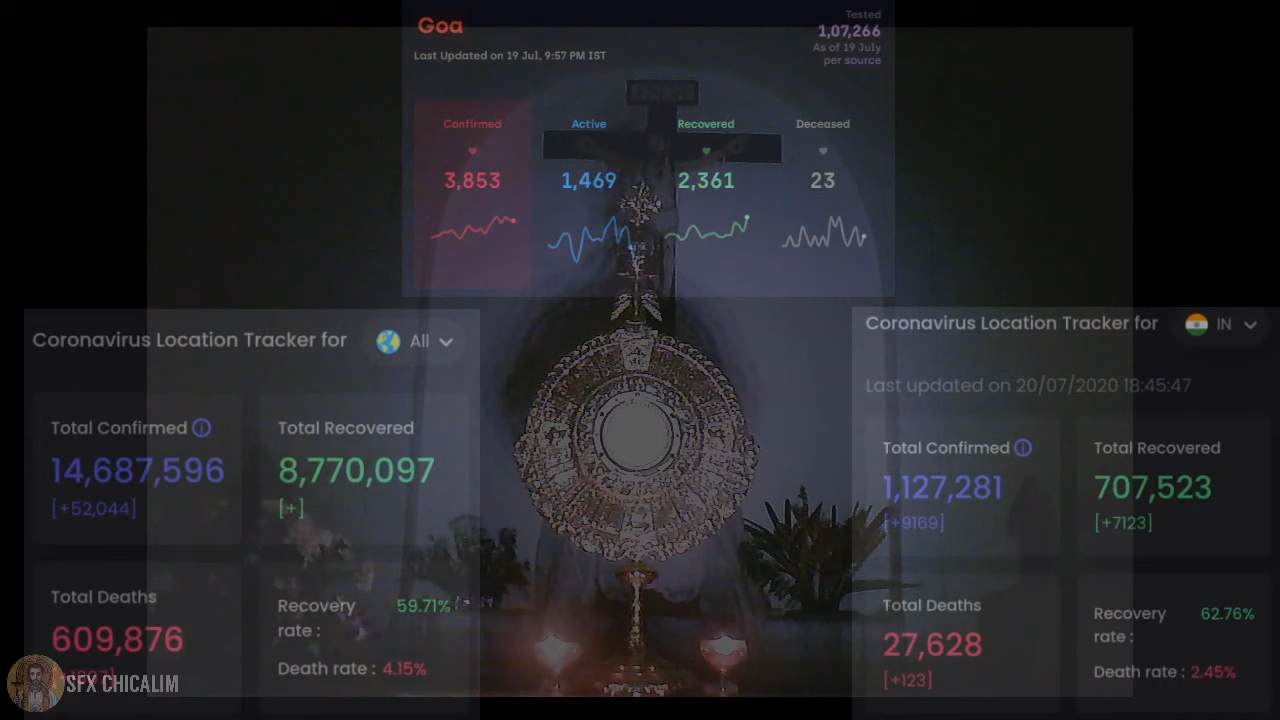 Goa
Last Updated on 19 Jul, 9:57 PM IST
Tested
1,07,266
As of 19 July
per source
Confirmed
3,853
Active
1,469
Recovered
2,361
Deceased
23
Coronavirus Location Tracker for All
Total Confirmed
14,687,596
[+52,044]
Total Recovered
8,770,097
[+]
Total Deaths
609,876
Recovery rate : 59.71%
Death rate : 4.15%
Coronavirus Location Tracker for IN
Last updated on 20/07/2020 18:45:47
Total Confirmed
1,127,281
[+9169]
Total Recovered
707,523
[+7123]
Total Deaths
27,628
[+123]
Recovery rate : 62.76%
Death rate : 2.45%
SFX CHICALIM